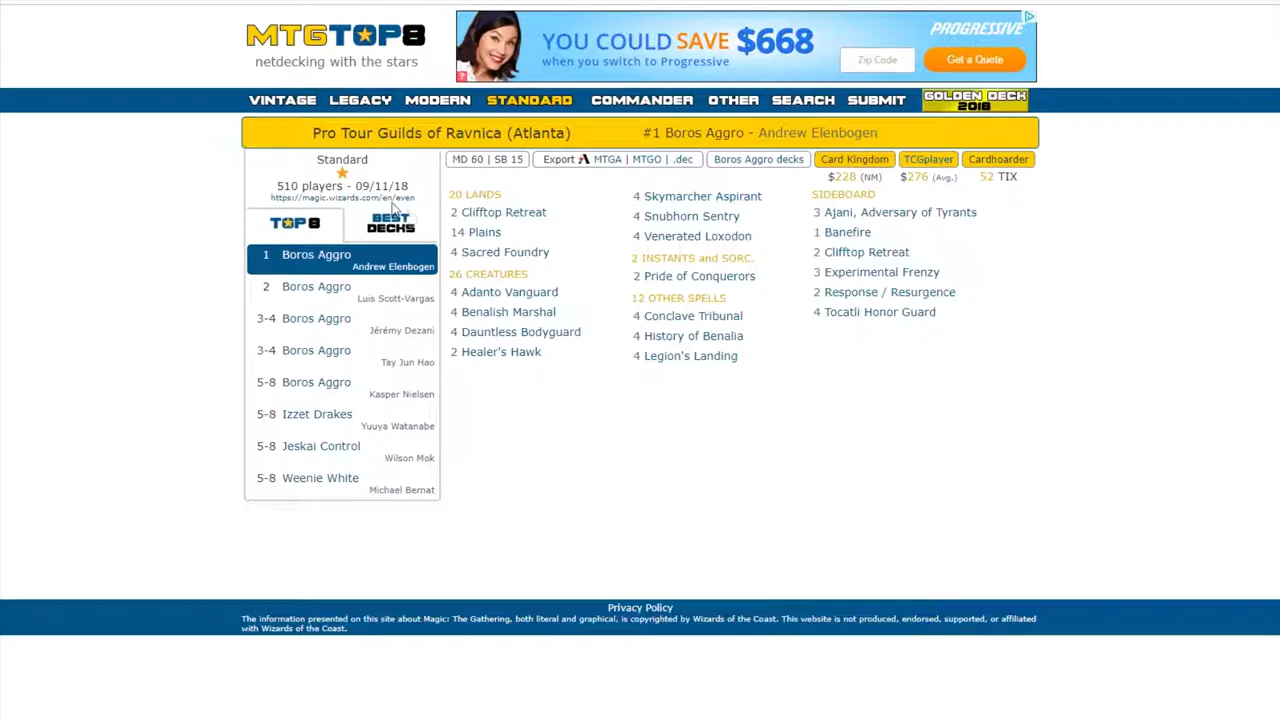 MTGTOP8
netdecking with the stars
YOU COULD SAVE $668
when you switch to Progressive
Zip Code
PROGRESSIVE
Get a Quote
VINTAGE LEGACY MODERN STANDARD COMMANDER OTHER SEARCH SUBMIT GOLDEN DECK 2018
Pro Tour Guilds of Ravnica (Atlanta) #1 Boros Aggro - Andrew Elenbogen
Standard
510 players - 09/11/18
https://magic.wizards.com/en/even
TOP 8
BEST DECKS
1 Boros Aggro
Andrew Elenbogen
2 Boros Aggro
Luis Scott-Vargas
3-4 Boros Aggro
Jérémy Dezani
3-4 Boros Aggro
Tay Jun Hao
5-8 Boros Aggro
Kasper Nielsen
5-8 Izzet Drakes
Yuuya Watanabe
5-8 Jeskai Control
Wilson Mok
5-8 Weenie White
Michael Bernat
MD 60 | SB 15 Export MTGA | MTGO | .dec Boros Aggro decks Card Kingdom TCGplayer Cardhoarder
$228 (NM) $276 (Avg.) 52 TIX
20 LANDS
2 Clifftop Retreat
14 Plains
4 Sacred Foundry
26 CREATURES
4 Adanto Vanguard
4 Benalish Marshal
4 Dauntless Bodyguard
2 Healer's Hawk
4 Skymarcher Aspirant
4 Snubhorn Sentry
4 Venerated Loxodon
2 INSTANTS and SORC.
2 Pride of Conquerors
12 OTHER SPELLS
4 Conclave Tribunal
4 History of Benalia
4 Legion's Landing
SIDEBOARD
3 Ajani, Adversary of Tyrants
1 Banefire
2 Clifftop Retreat
3 Experimental Frenzy
2 Response / Resurgence
4 Tocatli Honor Guard
Privacy Policy
The information presented on this site about Magic: The Gathering, both literal and graphical, is copyrighted by Wizards of the Coast. This website is not produced, endorsed, supported, or affiliated
with Wizards of the Coast.